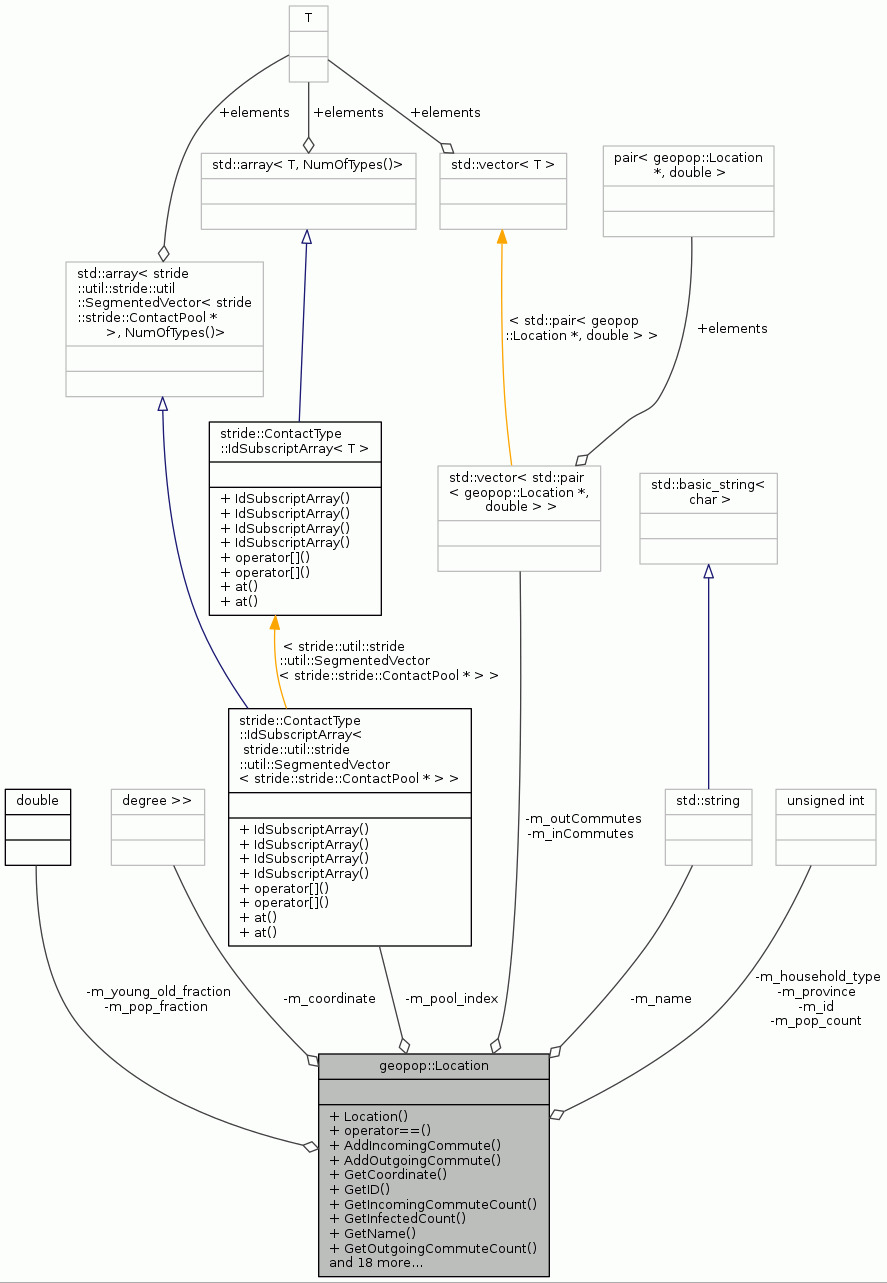 T
+elements
+elements
+elements
std::array< T, NumOfTypes()>
std::vector< T >
pair< geopop::Location
*, double >
std::array< stride
::util::stride::util
::SegmentedVector< stride
::stride::ContactPool *
>, NumOfTypes()>
< std::pair< geopop
::Location *, double > >
+elements
stride::ContactType
::IdSubscriptArray< T >
+ IdSubscriptArray()
+ IdSubscriptArray()
+ IdSubscriptArray()
+ IdSubscriptArray()
+ operator[]()
+ operator[]()
+ at()
+ at()
std::vector< std::pair
< geopop::Location *,
double > >
std::basic_string<
char >
< stride::util::stride
::util::SegmentedVector
< stride::stride::ContactPool * > >
stride::ContactType
::IdSubscriptArray<
stride::util::stride
::util::SegmentedVector
< stride::stride::ContactPool * > >
+ IdSubscriptArray()
+ IdSubscriptArray()
+ IdSubscriptArray()
+ IdSubscriptArray()
+ operator[]()
+ operator[]()
+ at()
+ at()
double
degree >>
-m_outCommutes
-m_inCommutes
std::string
unsigned int
-m_young_old_fraction
-m_pop_fraction
-m_coordinate
-m_pool_index
-m_name
-m_household_type
-m_province
-m_id
-m_pop_count
geopop::Location
+ Location()
+ operator==()
+ AddIncomingCommute()
+ AddOutgoingCommute()
+ GetCoordinate()
+ GetID()
+ GetIncomingCommuteCount()
+ GetInfectedCount()
+ GetName()
+ GetOutgoingCommuteCount()
and 18 more...